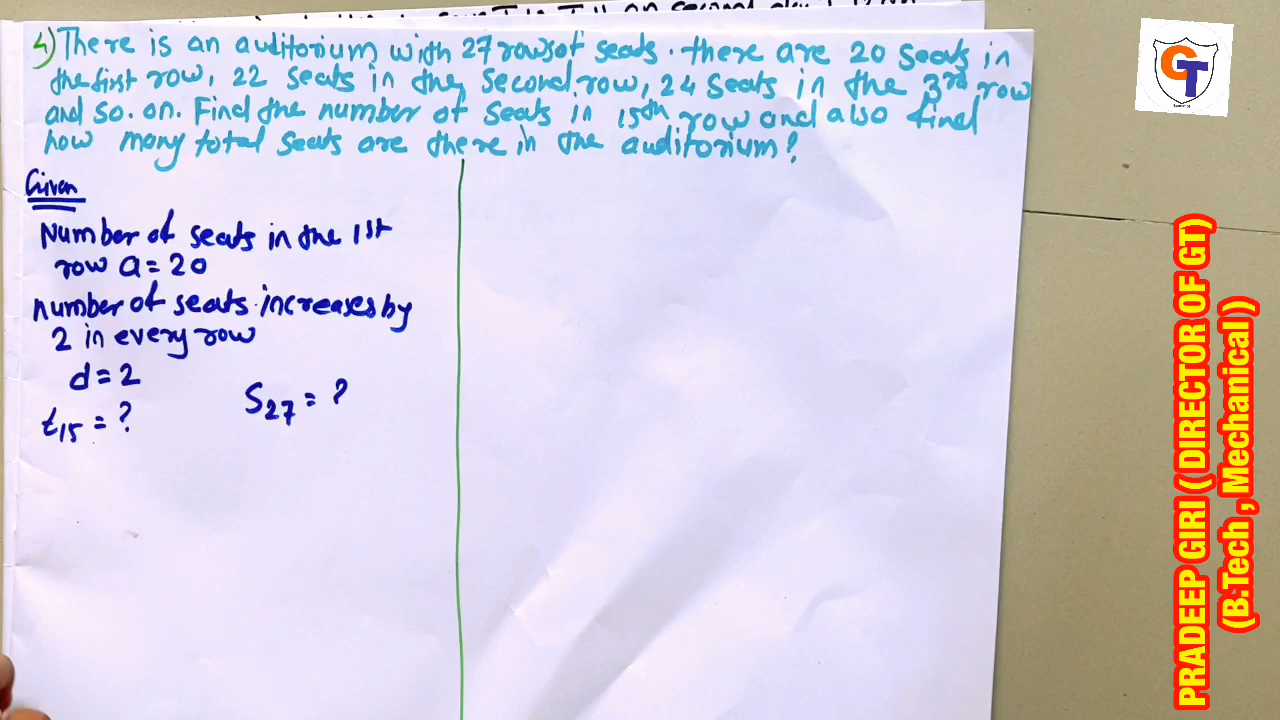 4) There is an auditorium with 27 rows of seats. there are 20 seats in
the first row, 22 seats in the second row, 24 seats in the 3rd row
and so. on. Find the number of seats in 15th row and also find
how many total seats are there in the auditorium?
Given
Number of seats in the 1st
row a = 20
number of seats increases by
2 in every row
d = 2
t15 = ?
S27 = ?
GT
PRADEEP GIRI ( DIRECTOR OF GT)
(B.Tech , Mechanical )